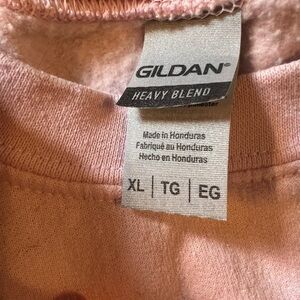 GILDAN®
HEAVY BLEND
Made in Honduras
Fabriqué au Honduras
Hecho en Honduras
XL | TG | EG